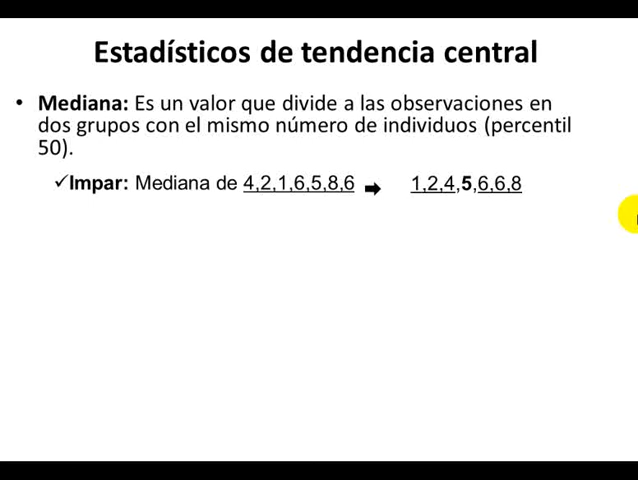 Estadísticos de tendencia central
• Mediana: Es un valor que divide a las observaciones en
dos grupos con el mismo número de individuos (percentil
50).
✓Impar: Mediana de 4,2,1,6,5,8,6 ➡ 1,2,4,5,6,6,8